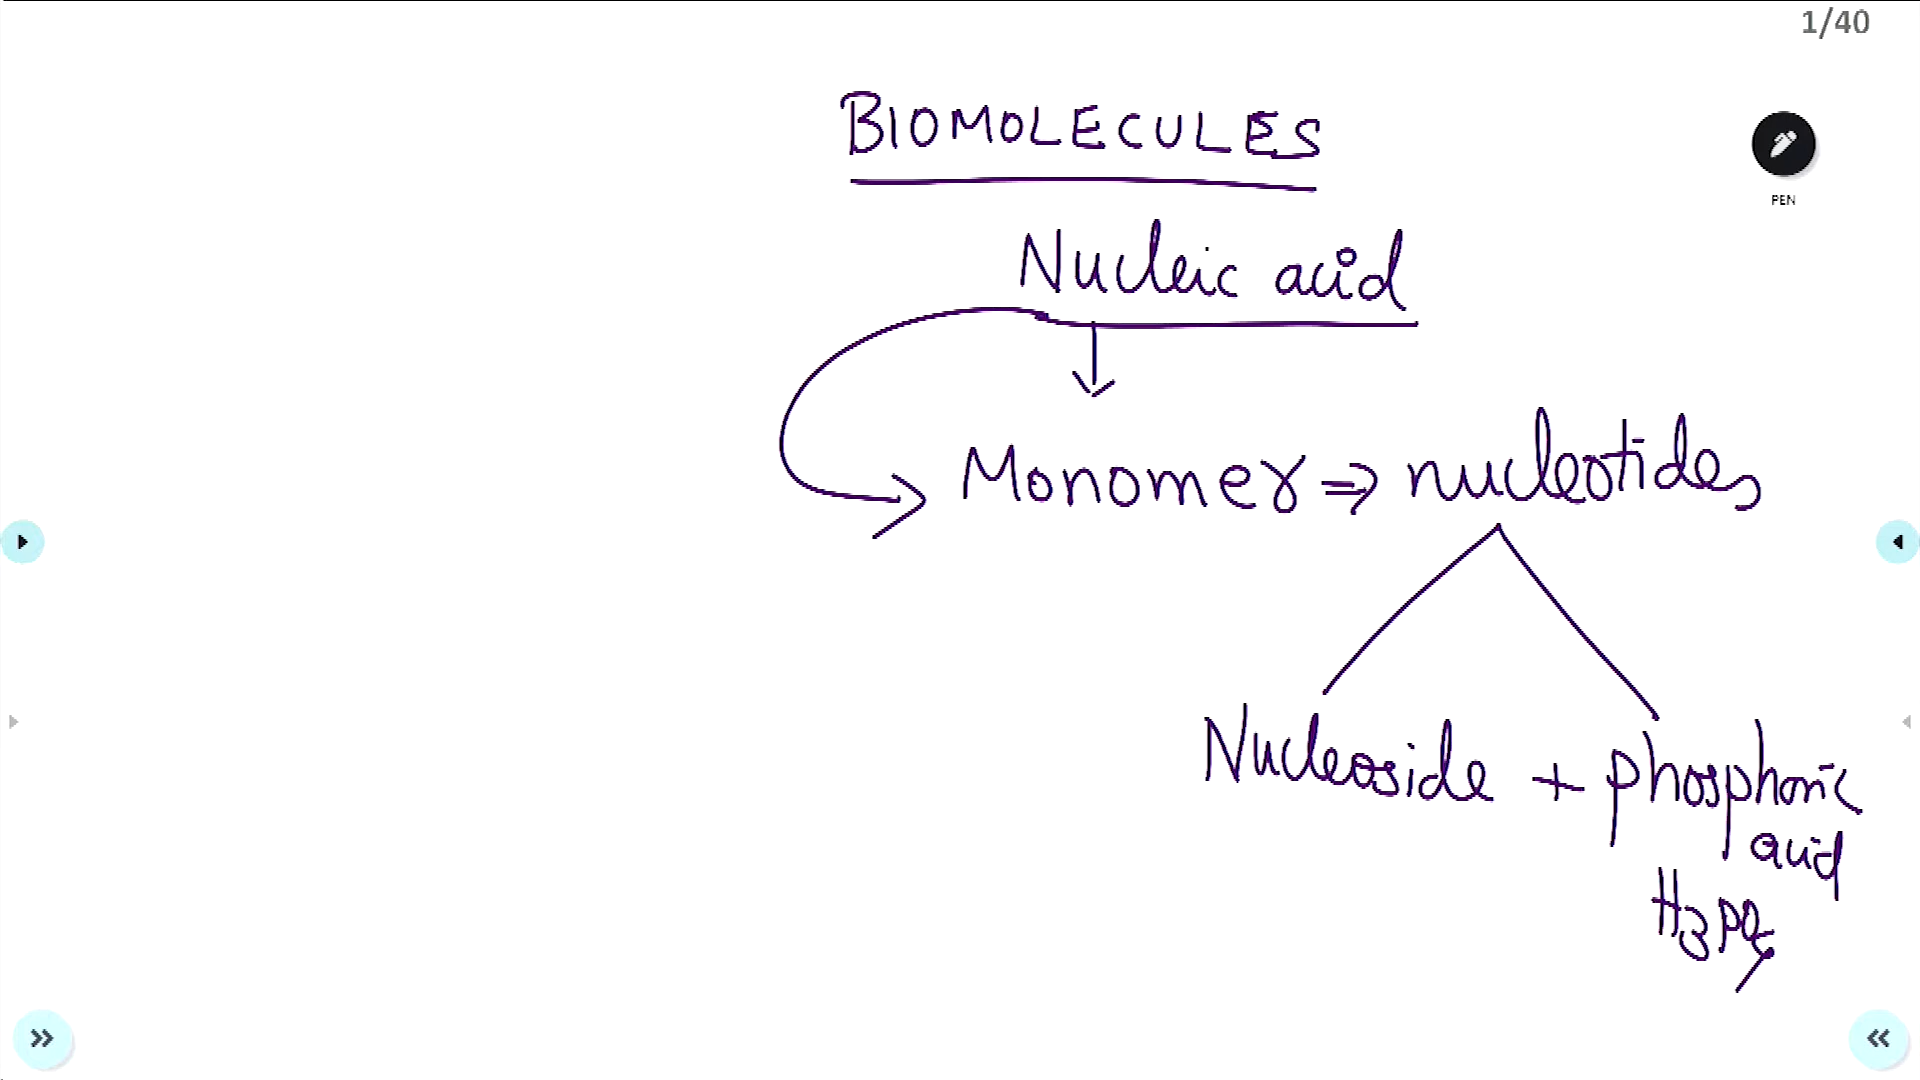 1/40
BIOMOLECULES
PEN
Nucleic acid
Monomer ⇒ nucleotides
Nucleoside + phosphoric
acid
H3PO4